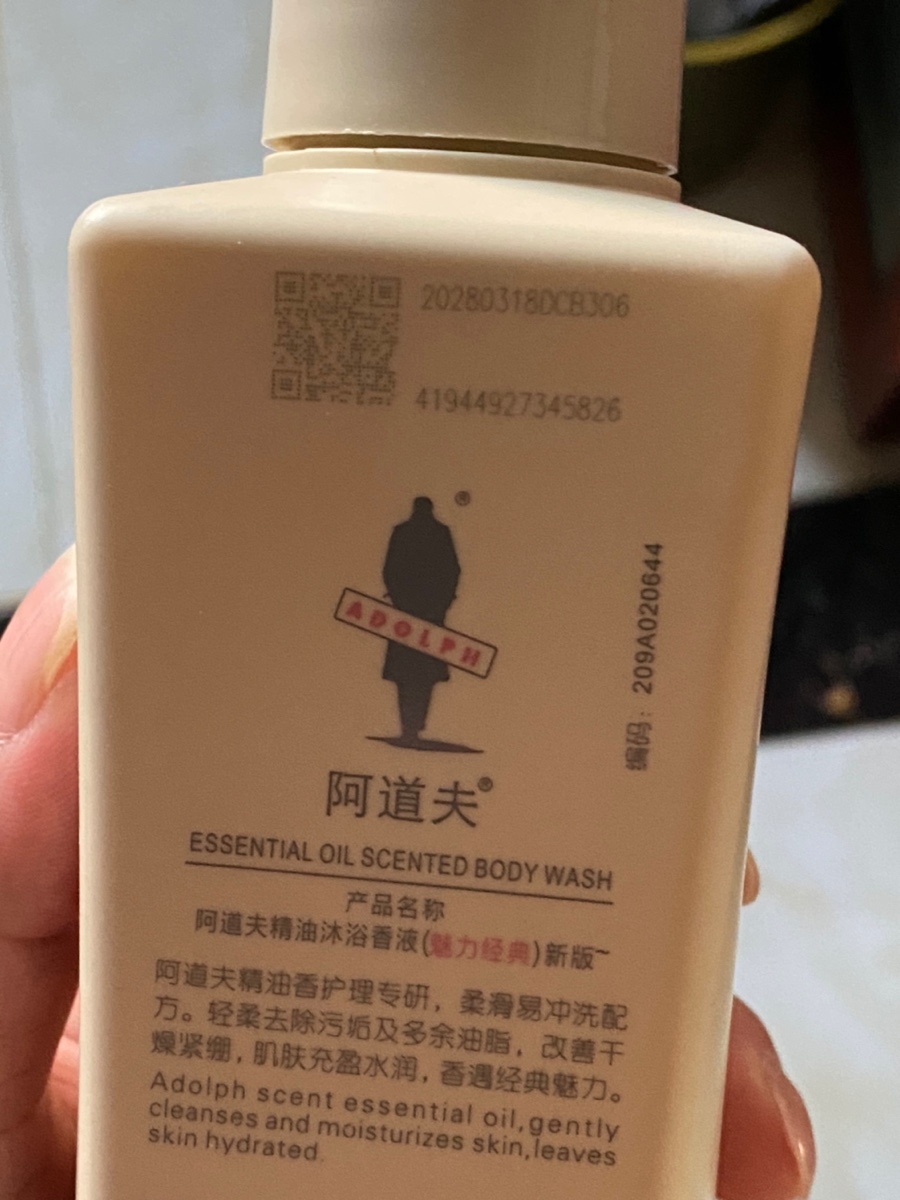 20280318DCB306
41944927345826
®
ADOLPH
编码：209A020644
阿道夫®
ESSENTIAL OIL SCENTED BODY WASH
产品名称
阿道夫精油沐浴香液(魅力经典)新版~
阿道夫精油香护理专研，柔滑易冲洗配
方。轻柔去除污垢及多余油脂，改善干
燥紧绷，肌肤充盈水润，香遇经典魅力。
Adolph scent essential oil,gently
cleanses and moisturizes skin,leaves
skin hydrated.